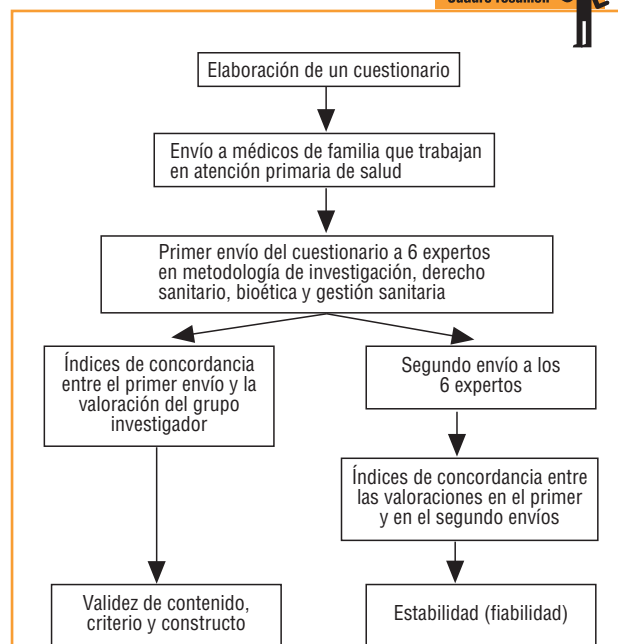 Cuadro resumen
Elaboración de un cuestionario
Envío a médicos de familia que trabajan
en atención primaria de salud
Primer envío del cuestionario a 6 expertos
en metodología de investigación, derecho
sanitario, bioética y gestión sanitaria
Índices de concordancia
entre el primer envío y la
valoración del grupo
investigador
Segundo envío a los
6 expertos
Índices de concordancia entre
las valoraciones en el primer
y en el segundo envíos
Validez de contenido,
criterio y constructo
Estabilidad (fiabilidad)